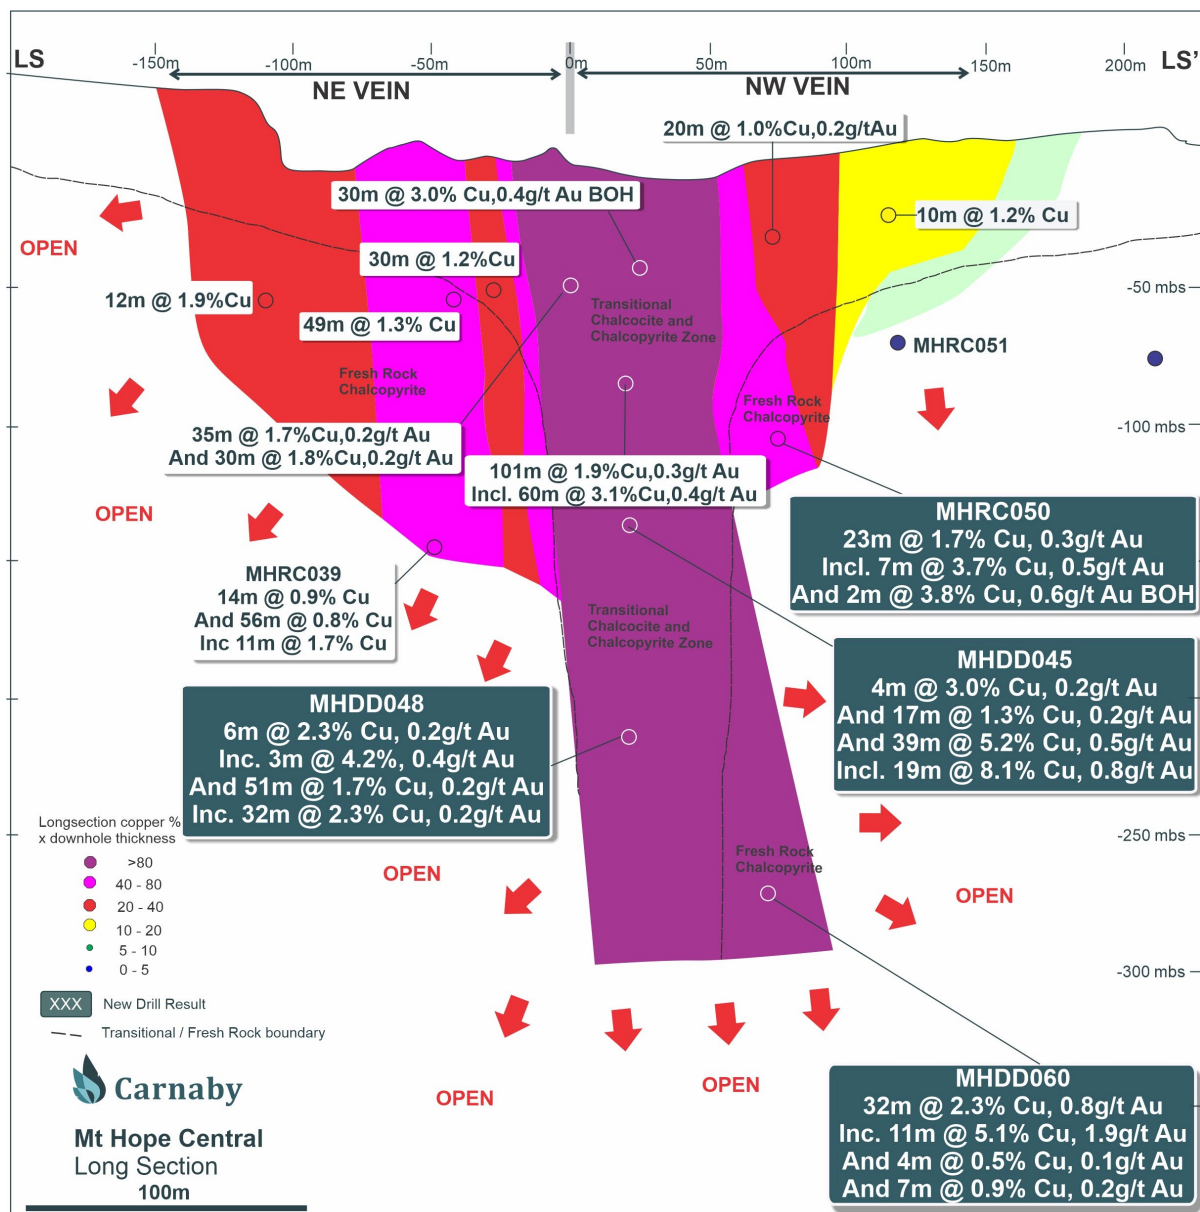 LS
-150m
-100m
-50m
0m
50m
100m
150m
200m
LS'
NE VEIN
NW VEIN
20m @ 1.0%Cu,0.2g/tAu
30m @ 3.0% Cu,0.4g/t Au BOH
10m @ 1.2% Cu
OPEN
30m @ 1.2%Cu
12m @ 1.9%Cu
-50 mbs
49m @ 1.3% Cu
Transitional
Chalcocite and
Chalcopyrite Zone
MHRC051
Fresh Rock
Chalcopyrite
Fresh Rock
Chalcopyrite
35m @ 1.7%Cu,0.2g/t Au
And 30m @ 1.8%Cu,0.2g/t Au
-100 mbs
101m @ 1.9%Cu,0.3g/t Au
Incl. 60m @ 3.1%Cu,0.4g/t Au
OPEN
MHRC050
23m @ 1.7% Cu, 0.3g/t Au
Incl. 7m @ 3.7% Cu, 0.5g/t Au
And 2m @ 3.8% Cu, 0.6g/t Au BOH
MHRC039
14m @ 0.9% Cu
And 56m @ 0.8% Cu
Inc 11m @ 1.7% Cu
Transitional
Chalcocite and
Chalcopyrite Zone
MHDD045
4m @ 3.0% Cu, 0.2g/t Au
And 17m @ 1.3% Cu, 0.2g/t Au
And 39m @ 5.2% Cu, 0.5g/t Au
Incl. 19m @ 8.1% Cu, 0.8g/t Au
MHDD048
6m @ 2.3% Cu, 0.2g/t Au
Inc. 3m @ 4.2%, 0.4g/t Au
And 51m @ 1.7% Cu, 0.2g/t Au
Inc. 32m @ 2.3% Cu, 0.2g/t Au
-250 mbs
Longsection copper %
x downhole thickness
>80
40 - 80
20 - 40
10 - 20
5 - 10
0 - 5
XXX New Drill Result
Transitional / Fresh Rock boundary
OPEN
Fresh Rock
Chalcopyrite
OPEN
-300 mbs
OPEN
OPEN
Carnaby
Mt Hope Central
Long Section
100m
MHDD060
32m @ 2.3% Cu, 0.8g/t Au
Inc. 11m @ 5.1% Cu, 1.9g/t Au
And 4m @ 0.5% Cu, 0.1g/t Au
And 7m @ 0.9% Cu, 0.2g/t Au